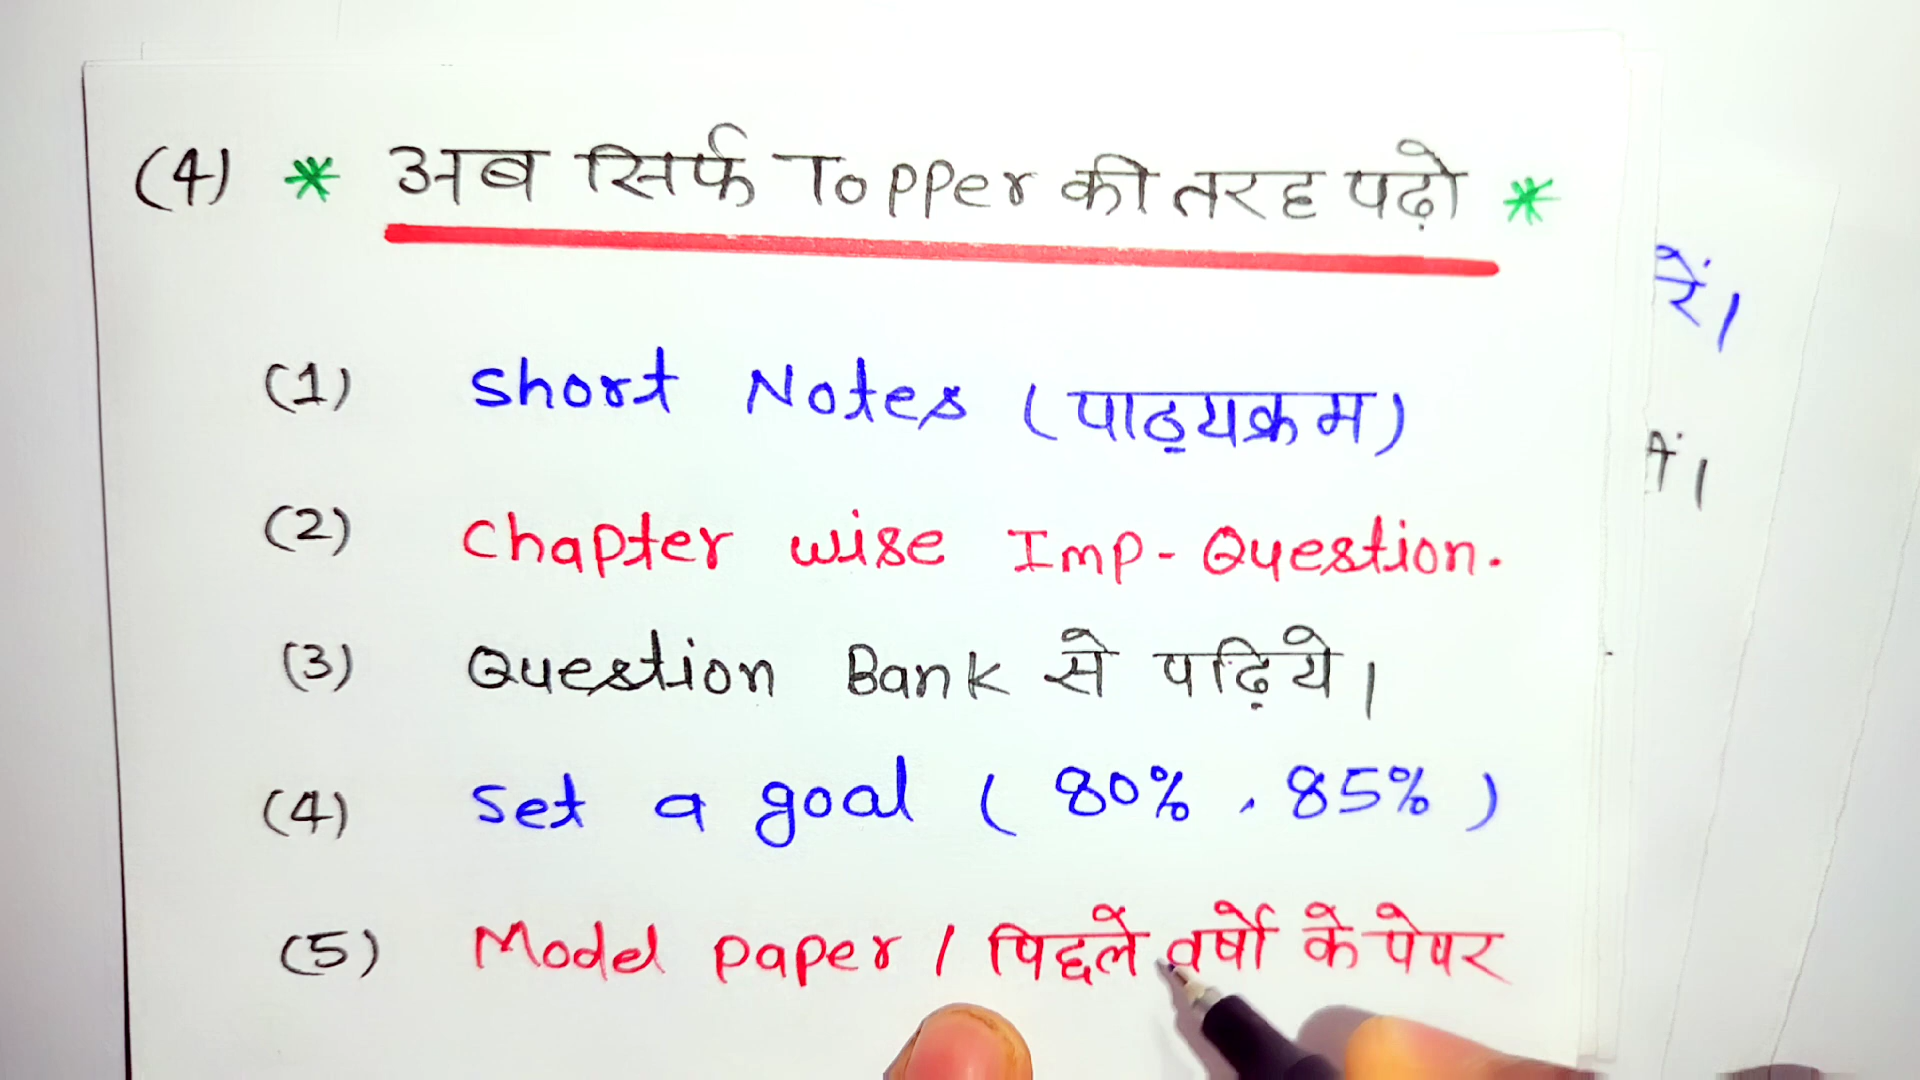 (4) * अब सिर्फ Topper की तरह पढ़ो *
(1) Short Notes (पाठ्यक्रम)
(2) Chapter wise Imp-Question.
(3) Question Bank से पढ़िये।
(4) Set a goal ( 80% , 85% )
(5) Model paper / पिछले वर्षो के पेपर